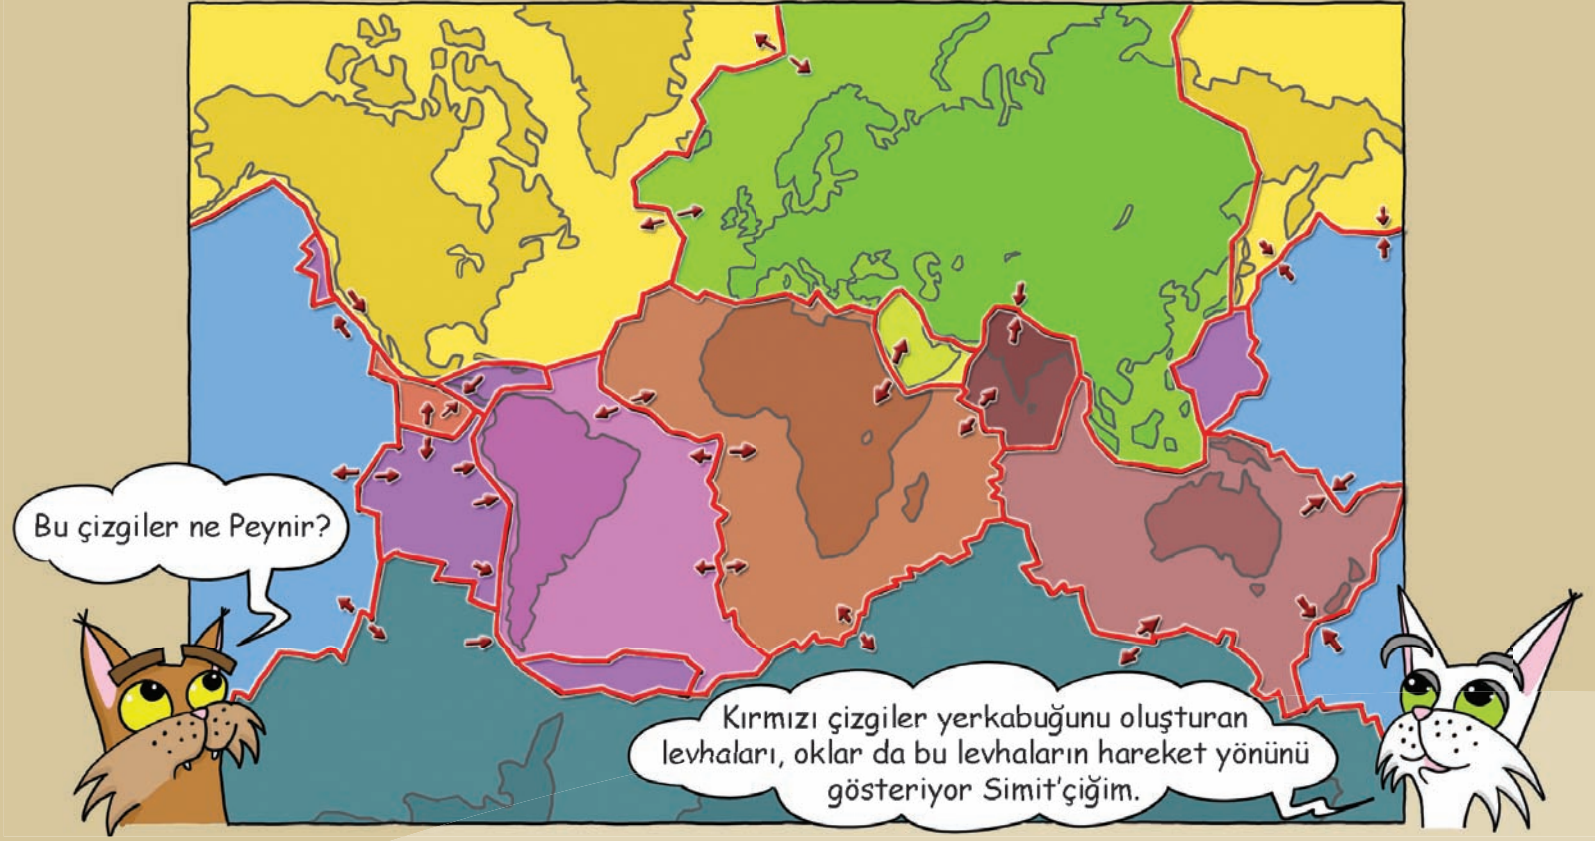 Bu çizgiler ne Peynir?
Kırmızı çizgiler yerkabuğunu oluşturan
levhaları, oklar da bu levhaların hareket yönünü
gösteriyor Simit'çiğim.